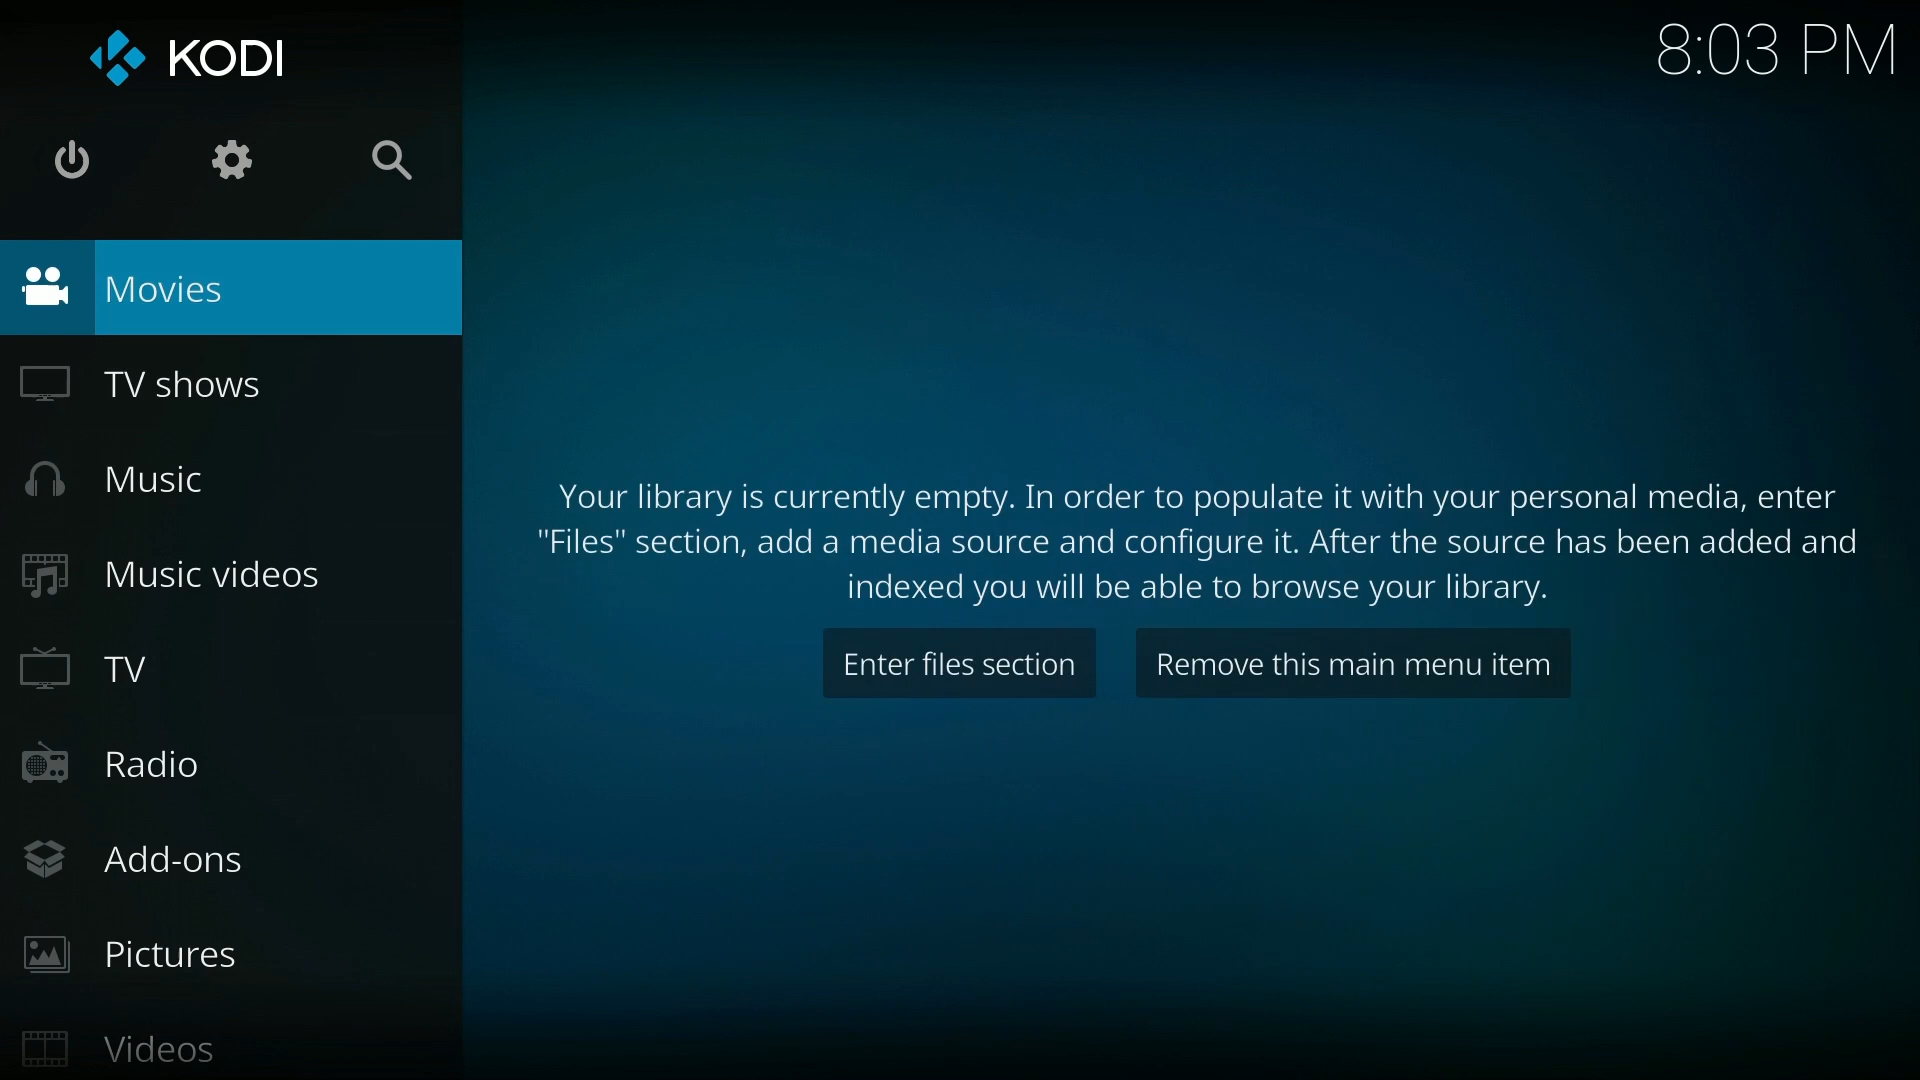 KODI
8:03 PM
Movies
TV shows
Music
Music videos
TV
Radio
Add-ons
Pictures
Videos
Your library is currently empty. In order to populate it with your personal media, enter
"Files" section, add a media source and configure it. After the source has been added and
indexed you will be able to browse your library.
Enter files section
Remove this main menu item